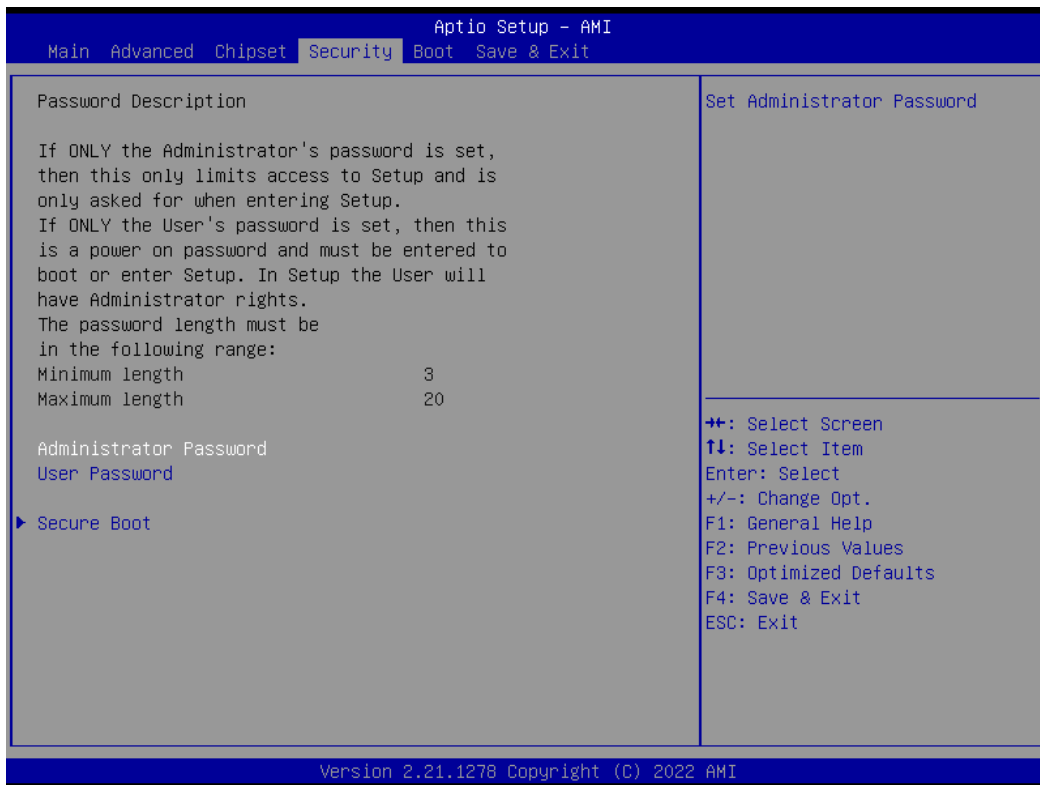 Aptio Setup – AMI
Main Advanced Chipset Security Boot Save & Exit
Password Description
If ONLY the Administrator's password is set,
then this only limits access to Setup and is
only asked for when entering Setup.
If ONLY the User's password is set, then this
is a power on password and must be entered to
boot or enter Setup. In Setup the User will
have Administrator rights.
The password length must be
in the following range:
Minimum length 3
Maximum length 20
Administrator Password
User Password
Secure Boot
Set Administrator Password
→←: Select Screen
↑↓: Select Item
Enter: Select
+/-: Change Opt.
F1: General Help
F2: Previous Values
F3: Optimized Defaults
F4: Save & Exit
ESC: Exit
Version 2.21.1278 Copyright (C) 2022 AMI